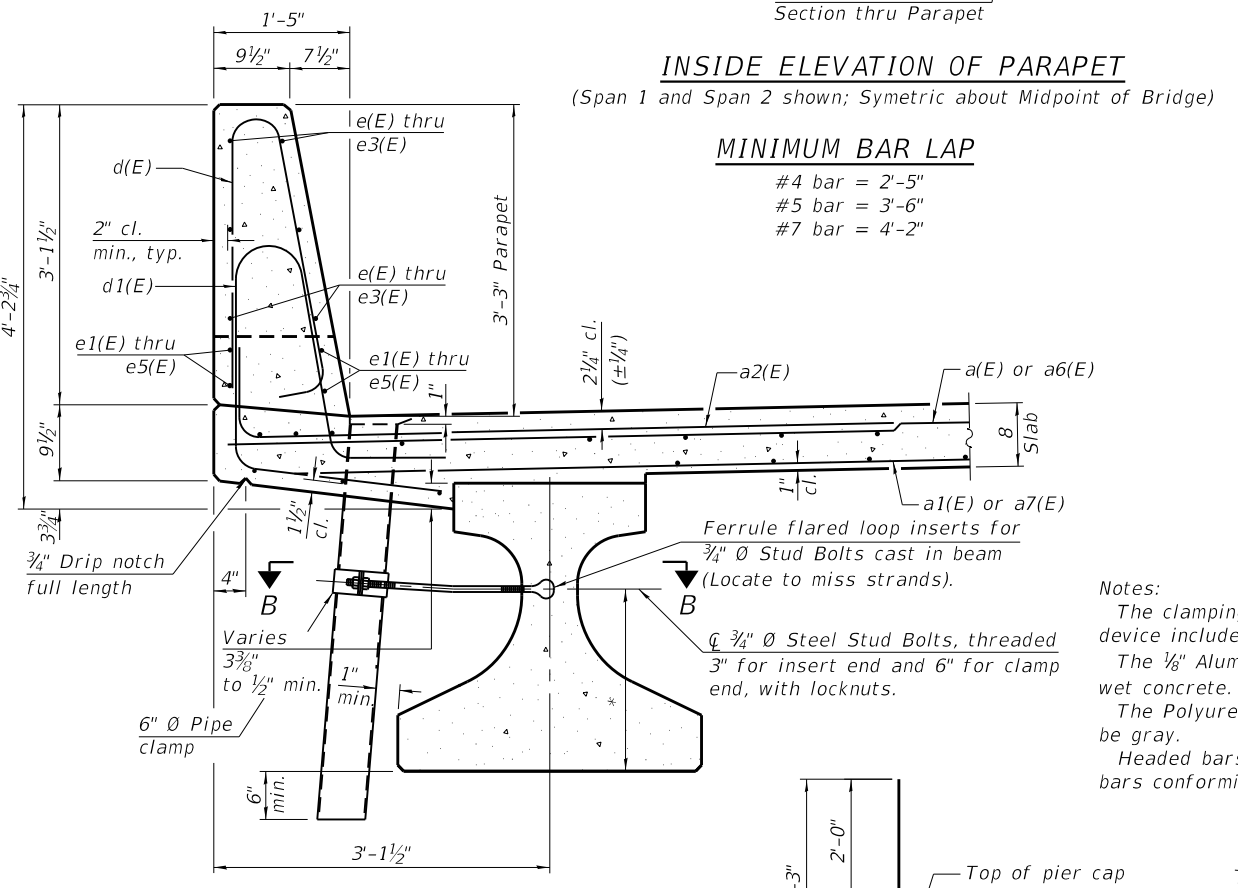 Section thru Parapet
INSIDE ELEVATION OF PARAPET
(Span 1 and Span 2 shown; Symetric about Midpoint of Bridge)
MINIMUM BAR LAP
#4 bar = 2'-5"
#5 bar = 3'-6"
#7 bar = 4'-2"
1'-5"
9½"
7½"
e(E) thru
e3(E)
d(E)
2" cl.
min., typ.
d1(E)
e(E) thru
e3(E)
e1(E) thru
e5(E)
e1(E) thru
e5(E)
3'-1½"
4'-2¾"
9½"
3¾"
3'-3" Parapet
1"
2¼" cl.
(±¼")
a2(E)
a(E) or a6(E)
8
Slab
1"
cl.
a1(E) or a7(E)
1½"
cl.
¾" Drip notch
full length
4"
B
B
Ferrule flared loop inserts for
¾" Ø Stud Bolts cast in beam
(Locate to miss strands).
℄ ¾" Ø Steel Stud Bolts, threaded
3" for insert end and 6" for clamp
end, with locknuts.
Varies
3⅜"
to ½" min.
1"
min.
6" Ø Pipe
clamp
*
6"
min.
3'-1½"
Notes:
The clamping
device include
The ⅛" Alum
wet concrete.
The Polyure
be gray.
Headed bars
bars conformi
-3"
2'-0"
Top of pier cap